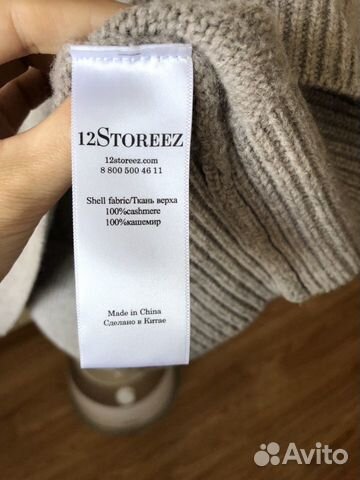 12STOREEZ
12storeez.com
8 800 500 46 11
Shell fabric/Ткань верха
100%cashmere
100%кашемир
Made in China
Сделано в Китае
Avito